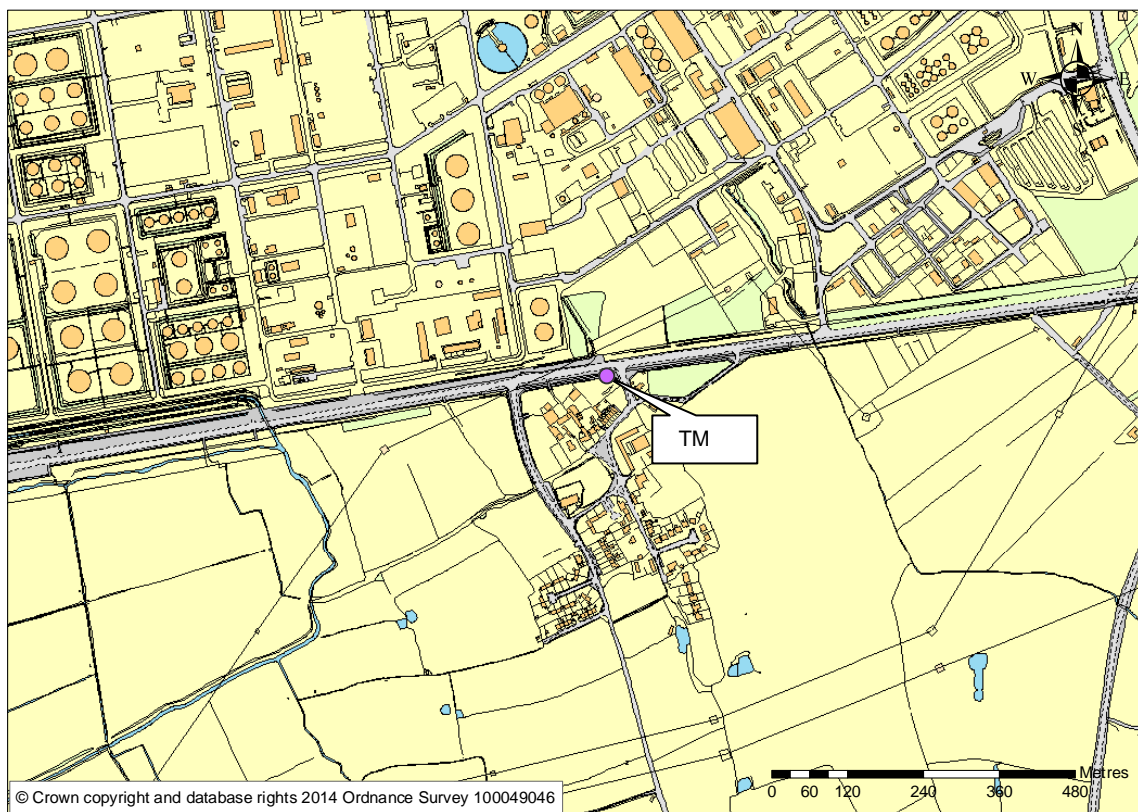 N
W E
TM
Metres
0 60 120 240 360 480
© Crown copyright and database rights 2014 Ordnance Survey 100049046